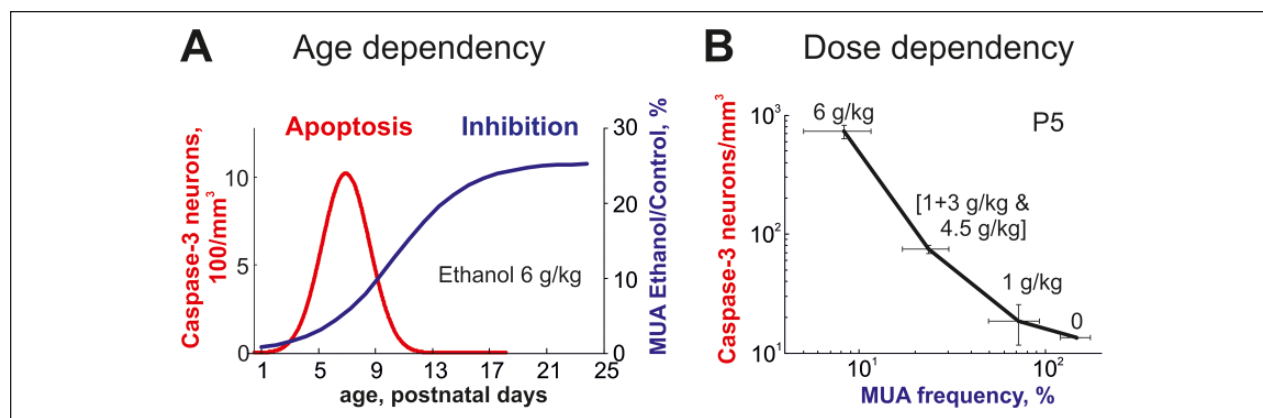 A Age dependency
Caspase-3 neurons,
100/mm³
10
5
0
Apoptosis
Inhibition
Ethanol 6 g/kg
30
20
10
0
MUA Ethanol/Control, %
1 5 9 13 17 21 25
age, postnatal days
B Dose dependency
Caspase-3 neurons/mm³
10³
10²
10¹
6 g/kg
P5
[1+3 g/kg &
4.5 g/kg]
1 g/kg
0
10¹ 10²
MUA frequency, %